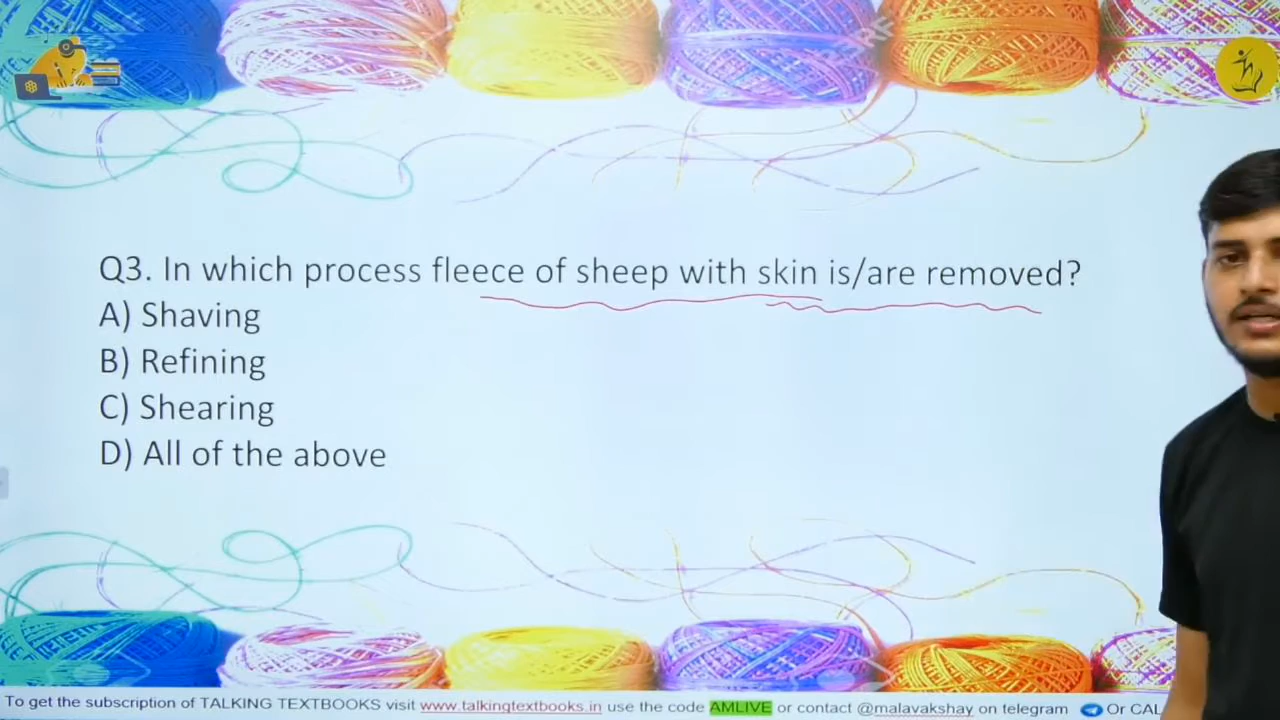 Q3. In which process fleece of sheep with skin is/are removed?
A) Shaving
B) Refining
C) Shearing
D) All of the above
To get the subscription of TALKING TEXTBOOKS visit www.talkingtextbooks.in use the code AMLIVE or contact @malavakshay on telegram Or CAL